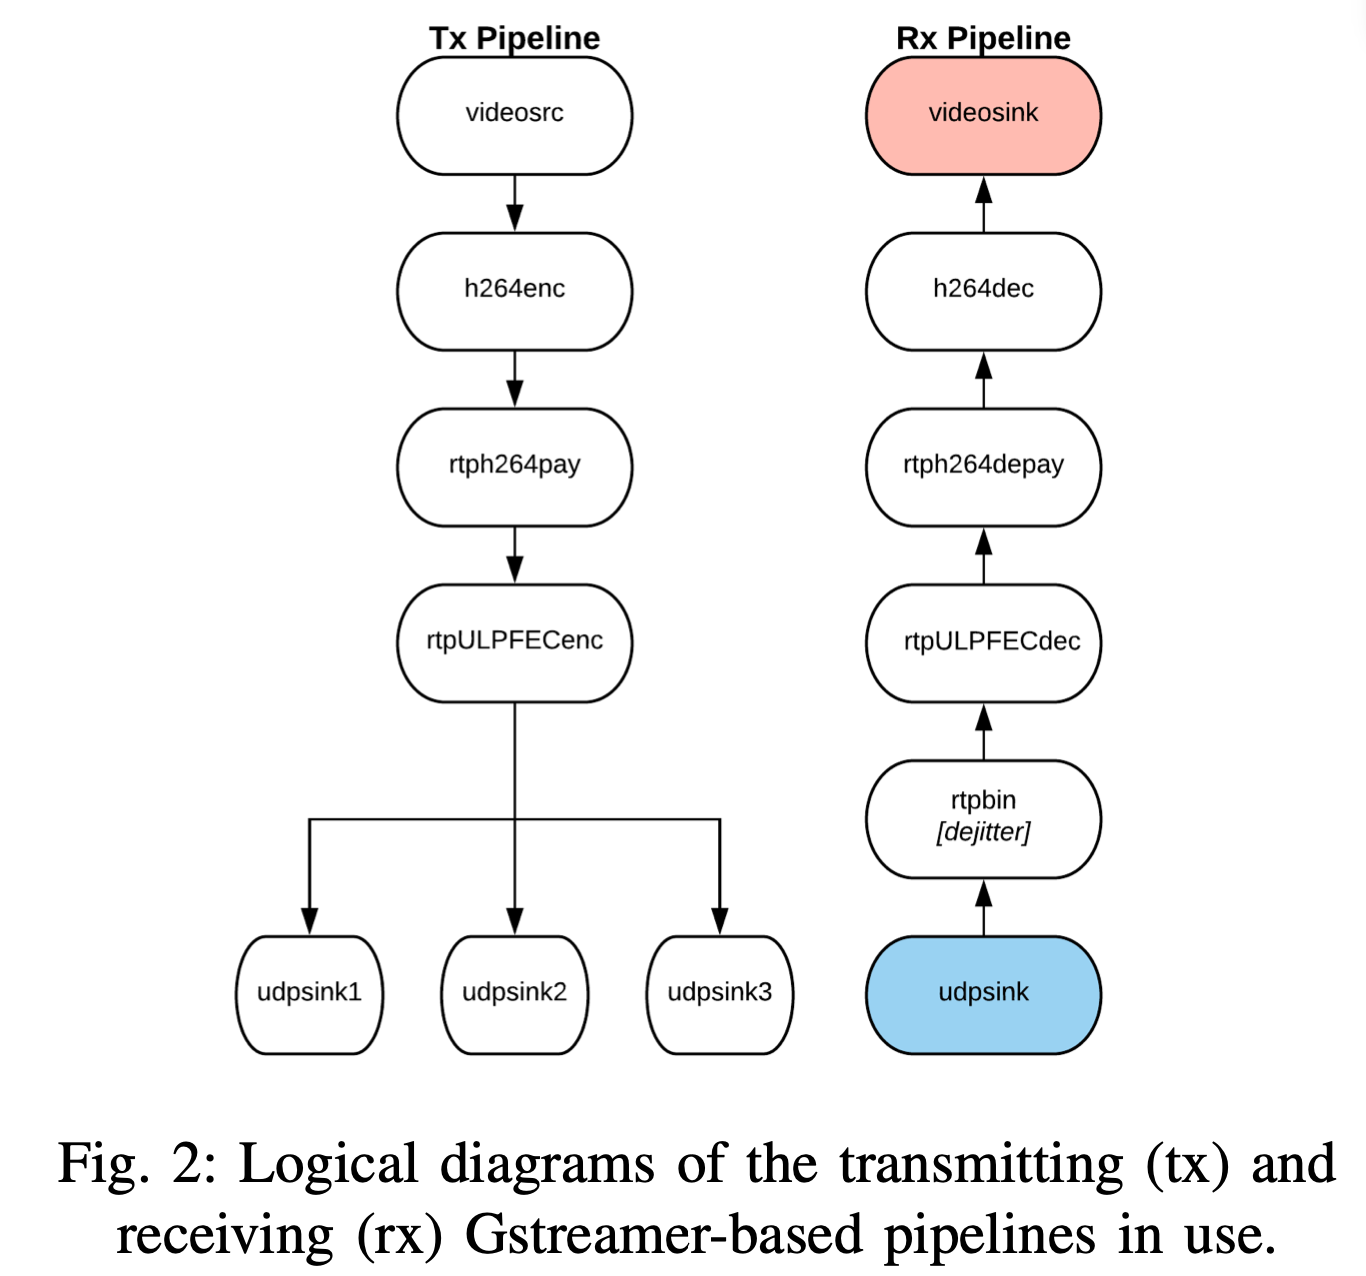 Tx Pipeline
videosrc
h264enc
rtph264pay
rtpULPFECenc
udpsink1
udpsink2
udpsink3
Rx Pipeline
videosink
h264dec
rtph264depay
rtpULPFECdec
rtpbin
[dejitter]
udpsink
Fig. 2: Logical diagrams of the transmitting (tx) and
receiving (rx) Gstreamer-based pipelines in use.